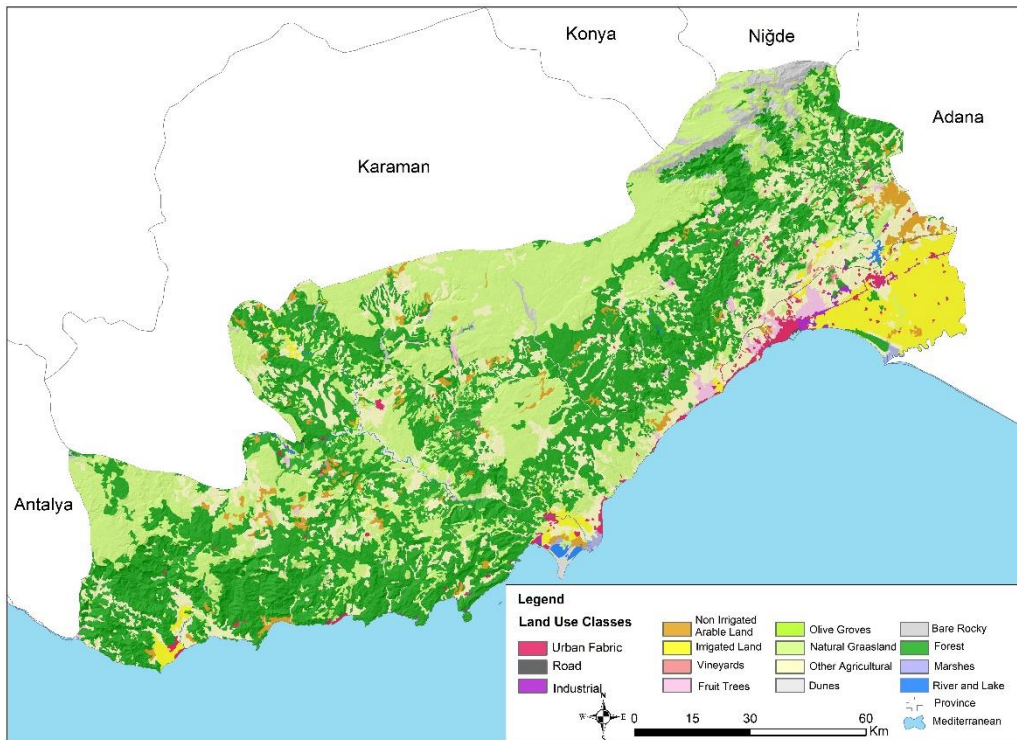 Konya
Niğde
Adana
Karaman
Antalya
Legend
Land Use Classes
Urban Fabric
Road
Industrial
Non Irrigated
Arable Land
Irrigated Land
Vineyards
Fruit Trees
Olive Groves
Natural Graasland
Other Agricultural
Dunes
Bare Rocky
Forest
Marshes
River and Lake
Province
Mediterranean
N
W
E
S
0 15 30 60
Km